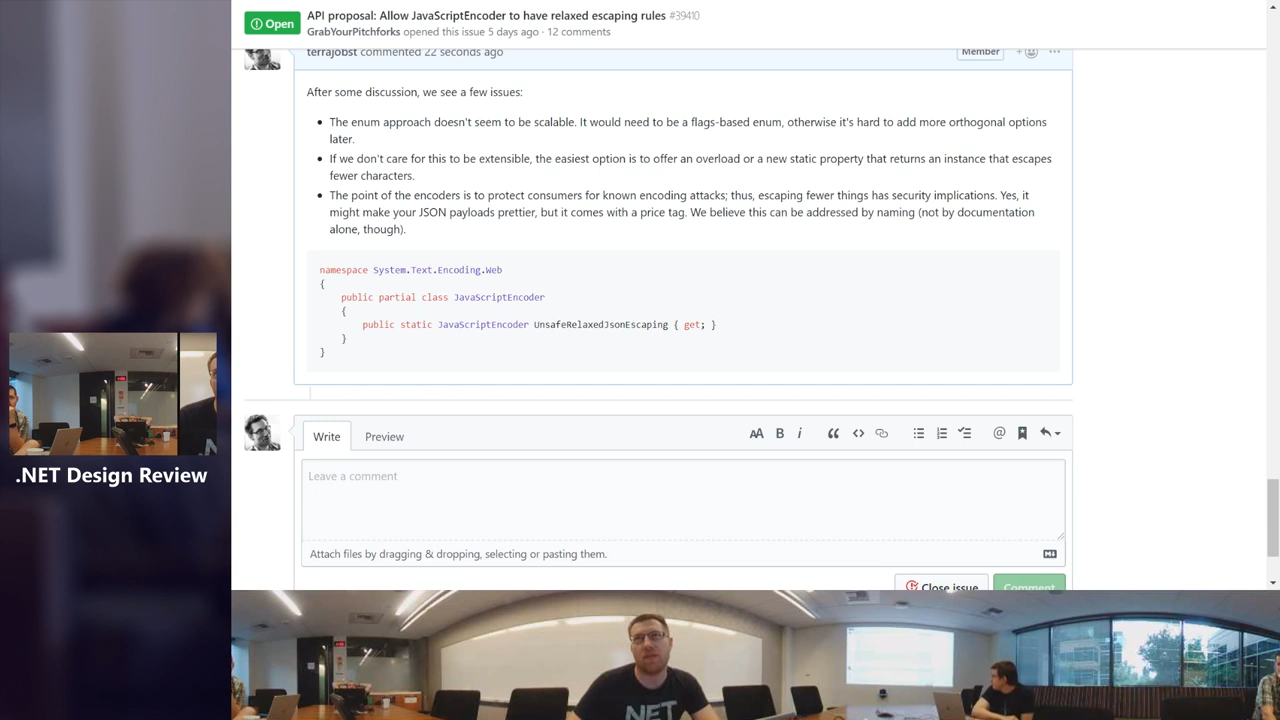 Open
API proposal: Allow JavaScriptEncoder to have relaxed escaping rules #39410
GrabYourPitchforks opened this issue 5 days ago · 12 comments
terrajobst commented 22 seconds ago
Member
After some discussion, we see a few issues:
• The enum approach doesn't seem to be scalable. It would need to be a flags-based enum, otherwise it's hard to add more orthogonal options
later.
• If we don't care for this to be extensible, the easiest option is to offer an overload or a new static property that returns an instance that escapes
fewer characters.
• The point of the encoders is to protect consumers for known encoding attacks; thus, escaping fewer things has security implications. Yes, it
might make your JSON payloads prettier, but it comes with a price tag. We believe this can be addressed by naming (not by documentation
alone, though).
namespace System.Text.Encoding.Web
{
public partial class JavaScriptEncoder
{
public static JavaScriptEncoder UnsafeRelaxedJsonEscaping { get; }
}
}
Write
Preview
AA B i
Leave a comment
Attach files by dragging & dropping, selecting or pasting them.
Close issue
Comment
.NET Design Review
.NET